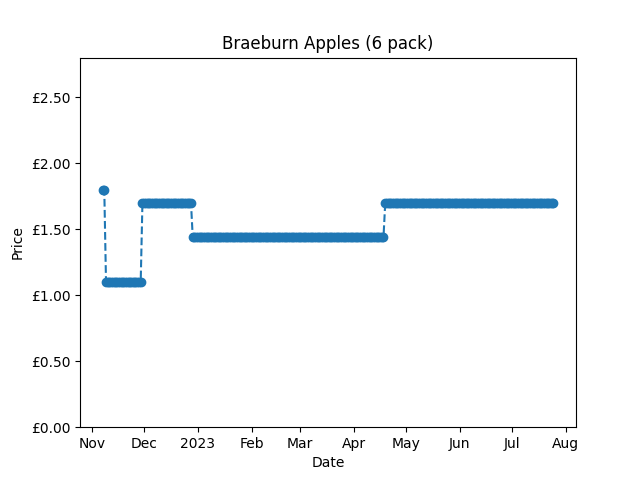 Braeburn Apples (6 pack)
£2.50
£2.00
£1.50
£1.00
£0.50
£0.00
Price
Nov Dec 2023 Feb Mar Apr May Jun Jul Aug
Date